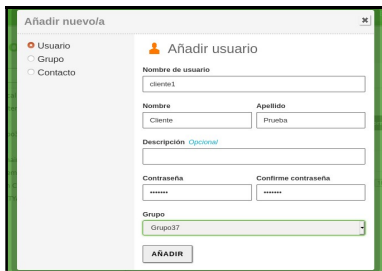 Añadir nuevo/a
Usuario
Grupo
Contacto
Añadir usuario
Nombre de usuario
cliente1
Nombre Apellido
Cliente Prueba
Descripción Opcional
Contraseña Confirme contraseña
••••••• •••••••
Grupo
Grupo37
AÑADIR